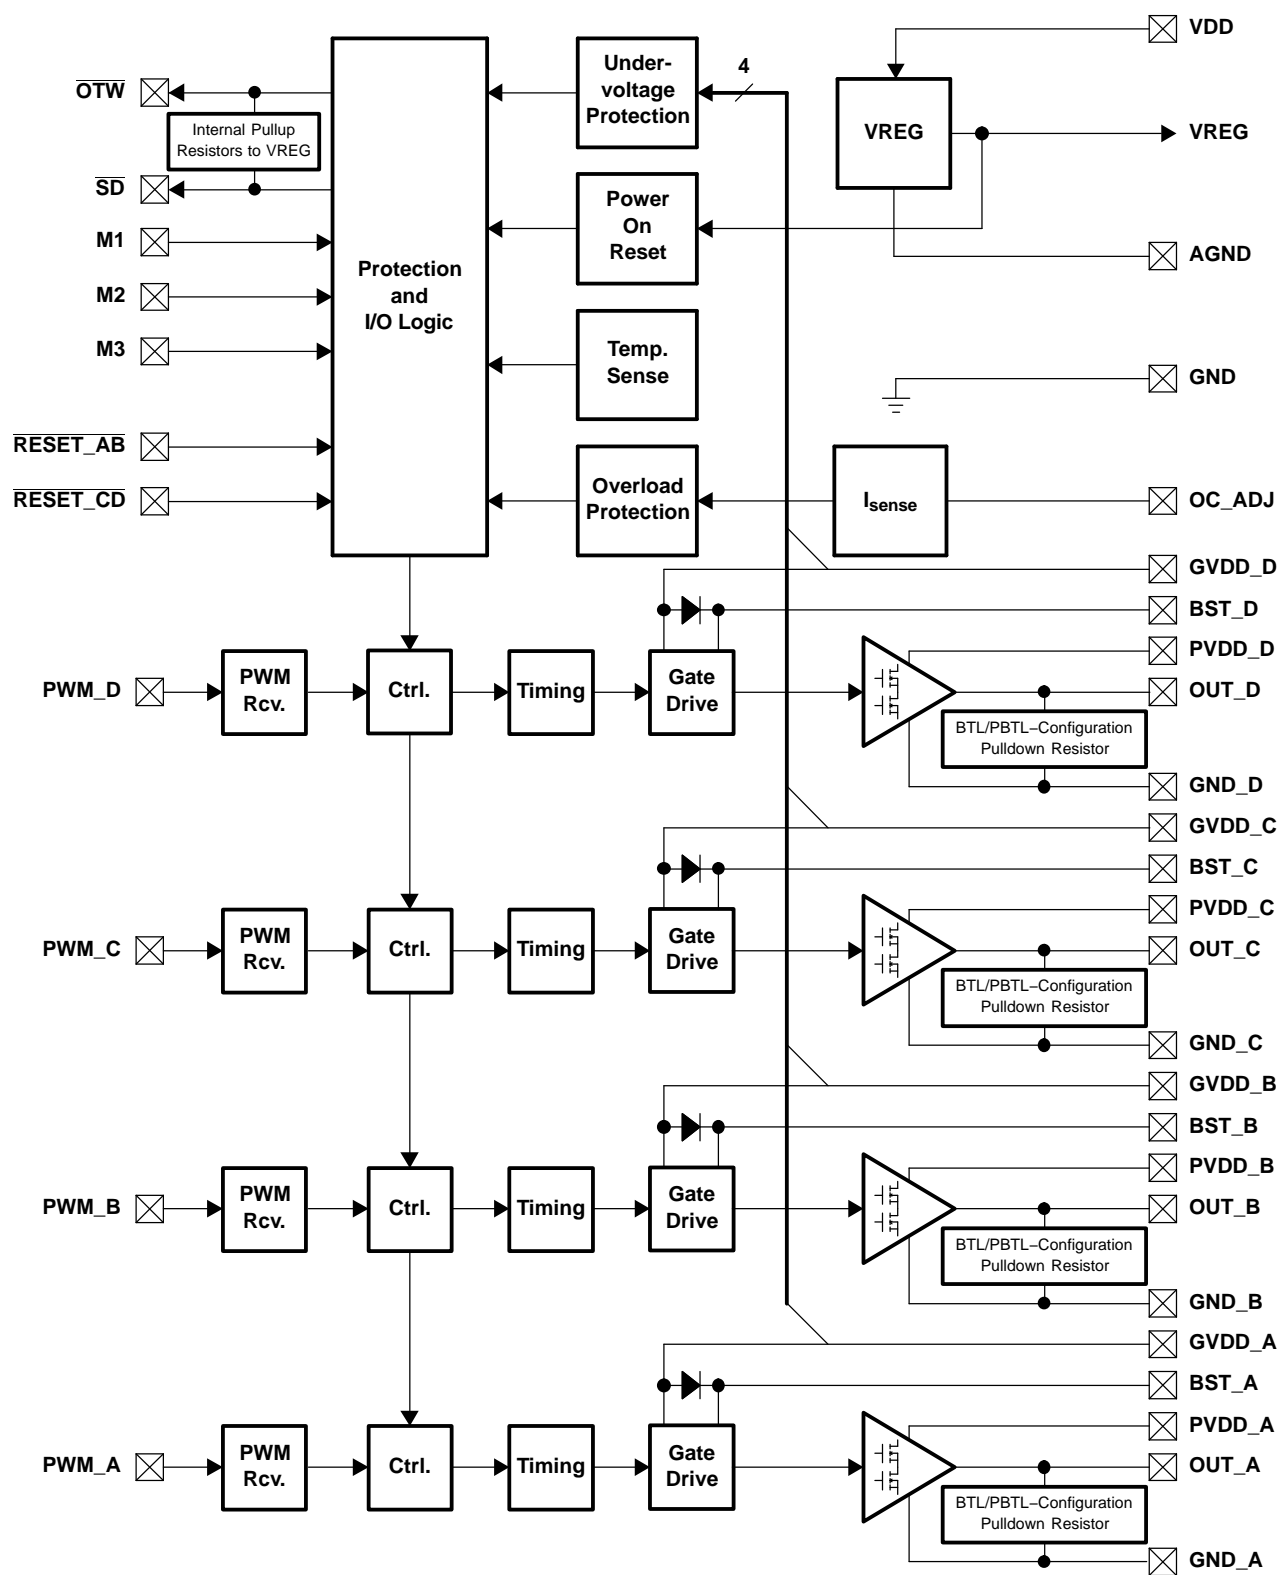 VDD
4
Under-
voltage
Protection
OTW
Internal Pullup
Resistors to VREG
VREG
VREG
SD
M1
Power
On
Reset
AGND
Protection
and
I/O Logic
M2
M3
Temp.
Sense
GND
RESET_AB
RESET_CD
Overload
Protection
Isense
OC_ADJ
GVDD_D
BST_D
PVDD_D
PWM_D
PWM
Rcv.
Ctrl.
Timing
Gate
Drive
OUT_D
BTL/PBTL−Configuration
Pulldown Resistor
GND_D
GVDD_C
BST_C
PVDD_C
PWM_C
PWM
Rcv.
Ctrl.
Timing
Gate
Drive
OUT_C
BTL/PBTL−Configuration
Pulldown Resistor
GND_C
GVDD_B
BST_B
PVDD_B
PWM_B
PWM
Rcv.
Ctrl.
Timing
Gate
Drive
OUT_B
BTL/PBTL−Configuration
Pulldown Resistor
GND_B
GVDD_A
BST_A
PVDD_A
PWM_A
PWM
Rcv.
Ctrl.
Timing
Gate
Drive
OUT_A
BTL/PBTL−Configuration
Pulldown Resistor
GND_A